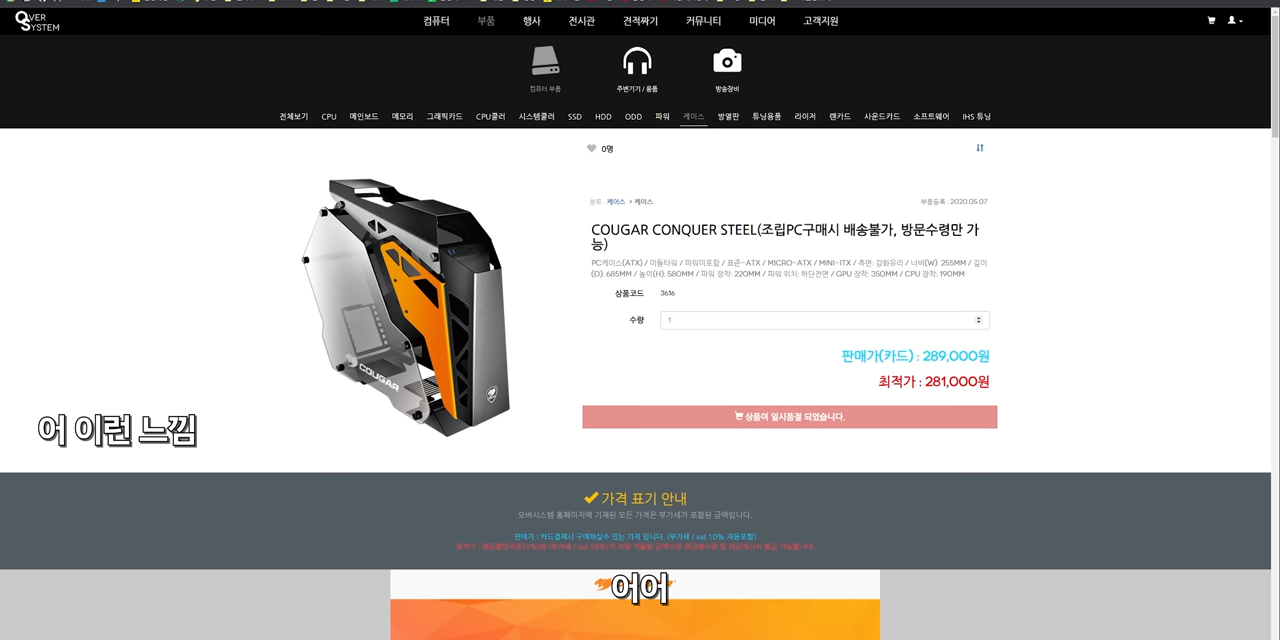 OVER SYSTEM
컴퓨터 부품 행사 전시관 견적짜기 커뮤니티 미디어 고객지원
컴퓨터 부품 주변기기 / 용품 방송장비
전체보기 CPU 메인보드 메모리 그래픽카드 CPU쿨러 시스템쿨러 SSD HDD ODD 파워 케이스 방열판 튜닝용품 라이저 랜카드 사운드카드 소프트웨어 IHS 튜닝
0명
분류 : 케이스 > 케이스 부품등록 : 2020.05.07
COUGAR CONQUER STEEL(조립PC구매시 배송불가, 방문수령만 가
능)
PC케이스(ATX) / 미들타워 / 파워미포함 / 표준-ATX / MICRO-ATX / MINI-ITX / 측면: 강화유리 / 너비(W): 255MM / 깊이
(D): 685MM / 높이(H): 580MM / 파워 장착: 220MM / 파워 위치: 하단전면 / GPU 장착: 350MM / CPU 장착: 190MM
상품코드 3616
수량 1
판매가(카드) : 289,000원
최적가 : 281,000원
상품이 일시품절 되었습니다.
COUGAR
어 이런 느낌
가격 표기 안내
오버시스템 홈페이지에 기재된 모든 가격은 부가세가 포함된 금액입니다.
판매가 : 카드결제시 구매하실수 있는 가격 입니다. (부가세 / vat 10% 자동포함)
어어